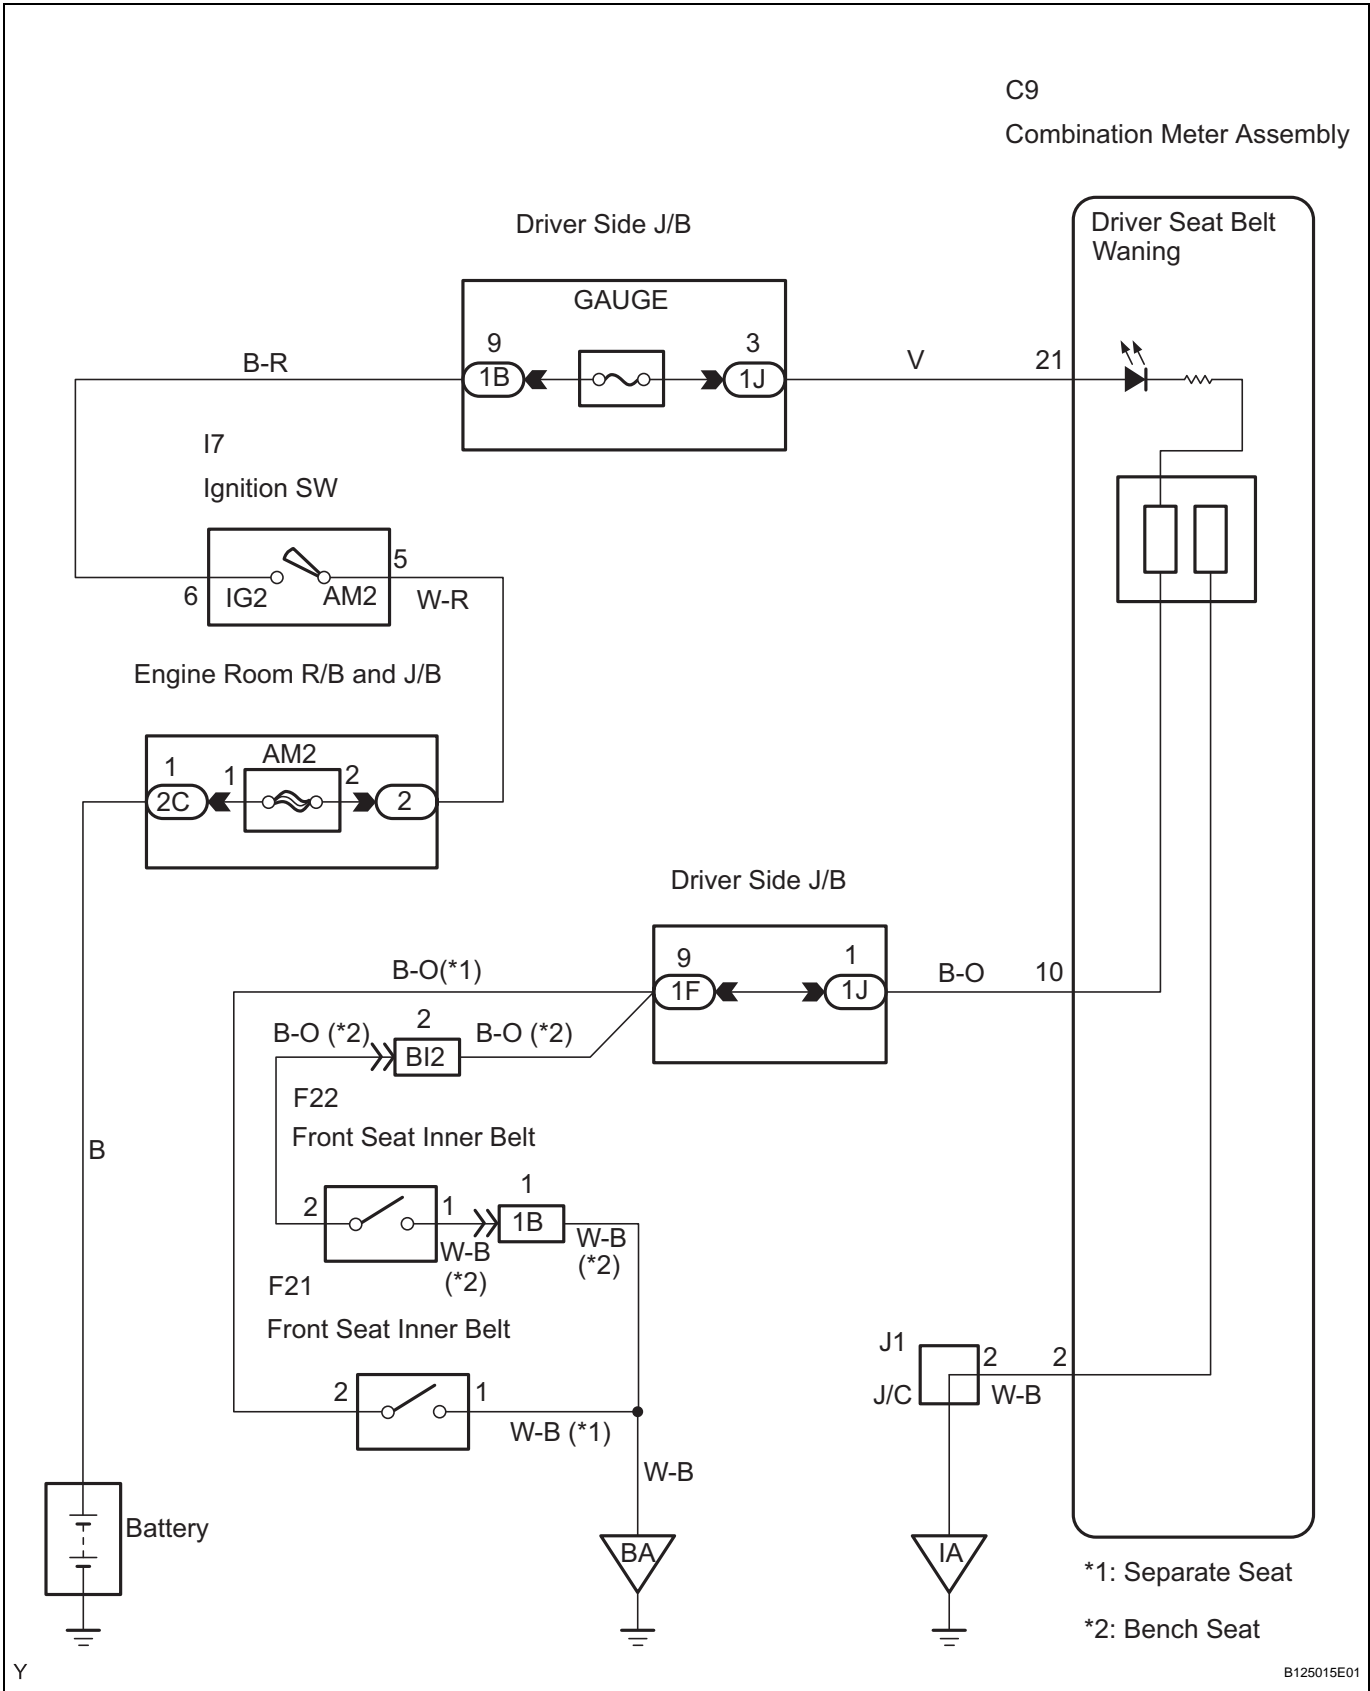 C9
Combination Meter Assembly
Driver Side J/B
Driver Seat Belt
Waning
GAUGE
9
3
1B
1J
B-R
V
21
I7
Ignition SW
5
6
IG2
AM2
W-R
Engine Room R/B and J/B
AM2
1
1
2
2C
2
Driver Side J/B
9
1
1F
1J
B-O
10
B-O(*1)
B-O (*2)
2
B-O (*2)
BI2
F22
Front Seat Inner Belt
B
2
1
1
1B
W-B
(*2)
W-B
(*2)
F21
Front Seat Inner Belt
2
1
W-B (*1)
W-B
J1
2
2
J/C
W-B
Battery
BA
IA
*1: Separate Seat
*2: Bench Seat
Y
B125015E01